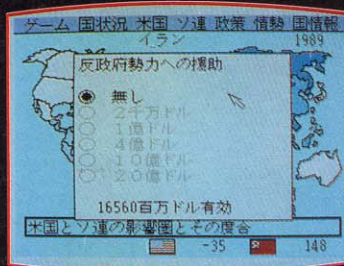 ゲーム 国状況 米国 ソ連 政策 情勢 国情報
イラン 1989
反政府勢力への援助
無し
2千万ドル
1億ドル
4億ドル
10億ドル
20億ドル
16560百万ドル有効
米国とソ連の影響圏とその度合
-35 148